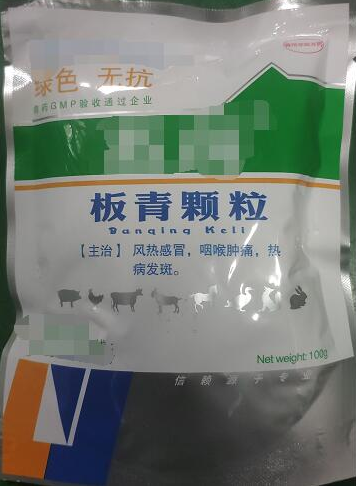 绿色 无抗
兽药GMP验收通过企业
板青颗粒
Banqing Keli
【主治】风热感冒，咽喉肿痛，热
病发斑。
Net weight: 100g
信赖源于专业